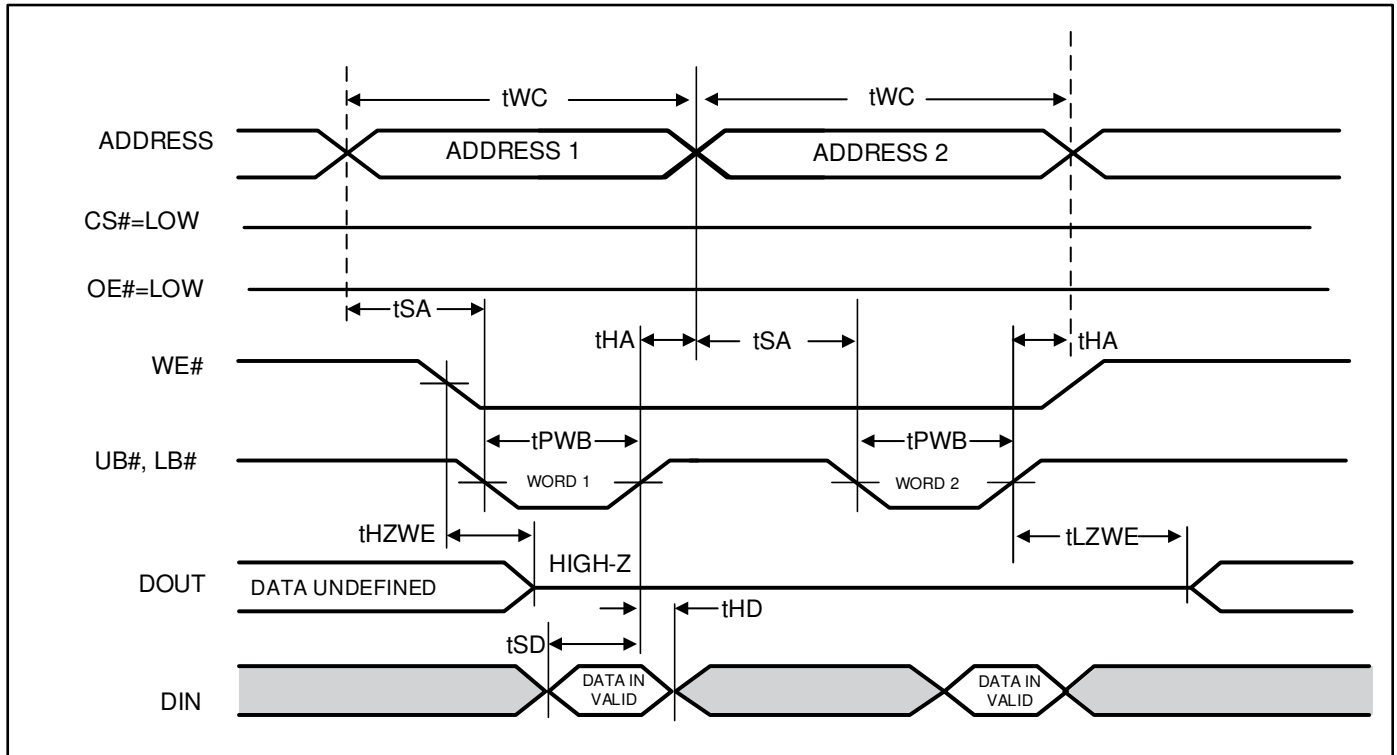 tWC
tWC
ADDRESS
ADDRESS 1
ADDRESS 2
CS#=LOW
OE#=LOW
tSA
tHA
tSA
tHA
WE#
tPWB
tPWB
UB#, LB#
WORD 1
WORD 2
tHZWE
tLZWE
HIGH-Z
DOUT
DATA UNDEFINED
tHD
tSD
DIN
DATA IN
VALID
DATA IN
VALID